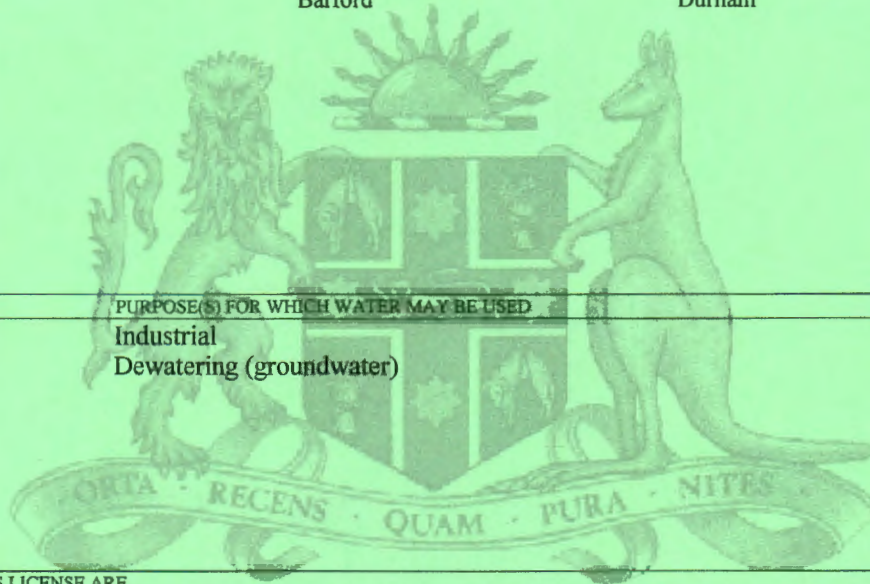 Barford Durham
PURPOSE(S) FOR WHICH WATER MAY BE USED
Industrial
Dewatering (groundwater)
ORTA · RECENS · QUAM · PURA · NITES
LICENSE ARE